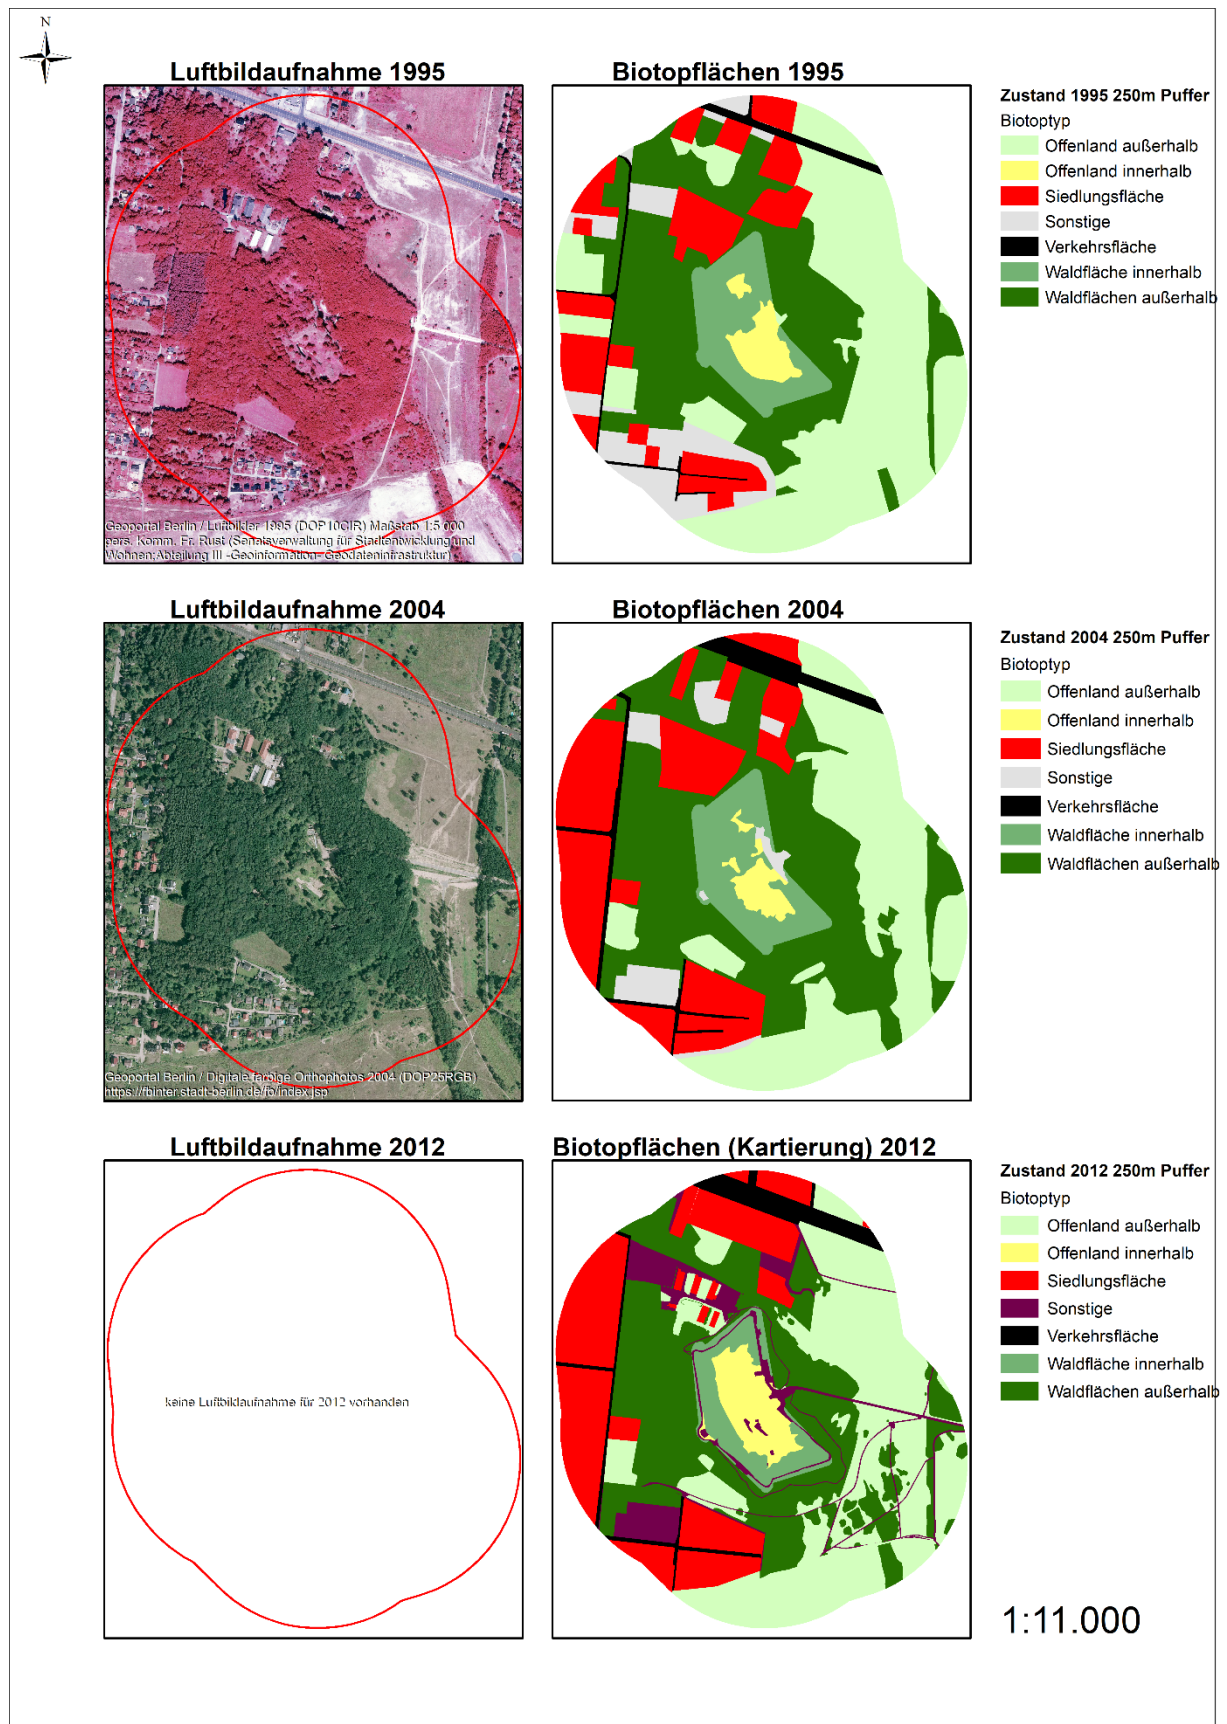 N
Luftbildaufnahme 1995
Biotopflächen 1995
Geoportal Berlin / Luftbilder 1995 (DOP10CIR) Maßstab 1:5 000
pers. Komm. Fr. Rust (Senatsverwaltung für Stadtentwicklung und
Wohnen;Abteilung III -Geoinformation- Geodateninfrastruktur)
Zustand 1995 250m Puffer
Biotoptyp
Offenland außerhalb
Offenland innerhalb
Siedlungsfläche
Sonstige
Verkehrsfläche
Waldfläche innerhalb
Waldflächen außerhalb
Luftbildaufnahme 2004
Biotopflächen 2004
Geoportal Berlin / Digitale farbige Orthophotos 2004 (DOP25RGB)
https://fbinter.stadt-berlin.de/fb/index.jsp
Zustand 2004 250m Puffer
Biotoptyp
Offenland außerhalb
Offenland innerhalb
Siedlungsfläche
Sonstige
Verkehrsfläche
Waldfläche innerhalb
Waldflächen außerhalb
Luftbildaufnahme 2012
Biotopflächen (Kartierung) 2012
keine Luftbildaufnahme für 2012 vorhanden
Zustand 2012 250m Puffer
Biotoptyp
Offenland außerhalb
Offenland innerhalb
Siedlungsfläche
Sonstige
Verkehrsfläche
Waldfläche innerhalb
Waldflächen außerhalb
1:11.000